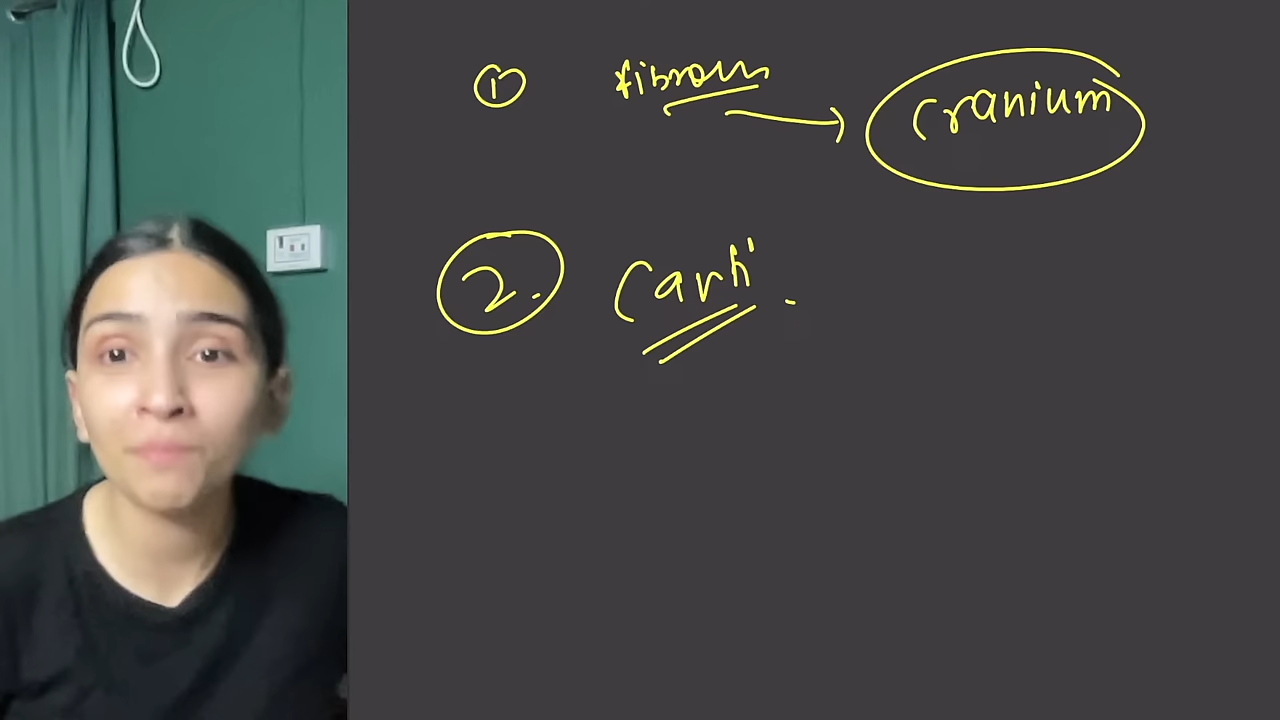 ① fibrous → Cranium
2. Carti.